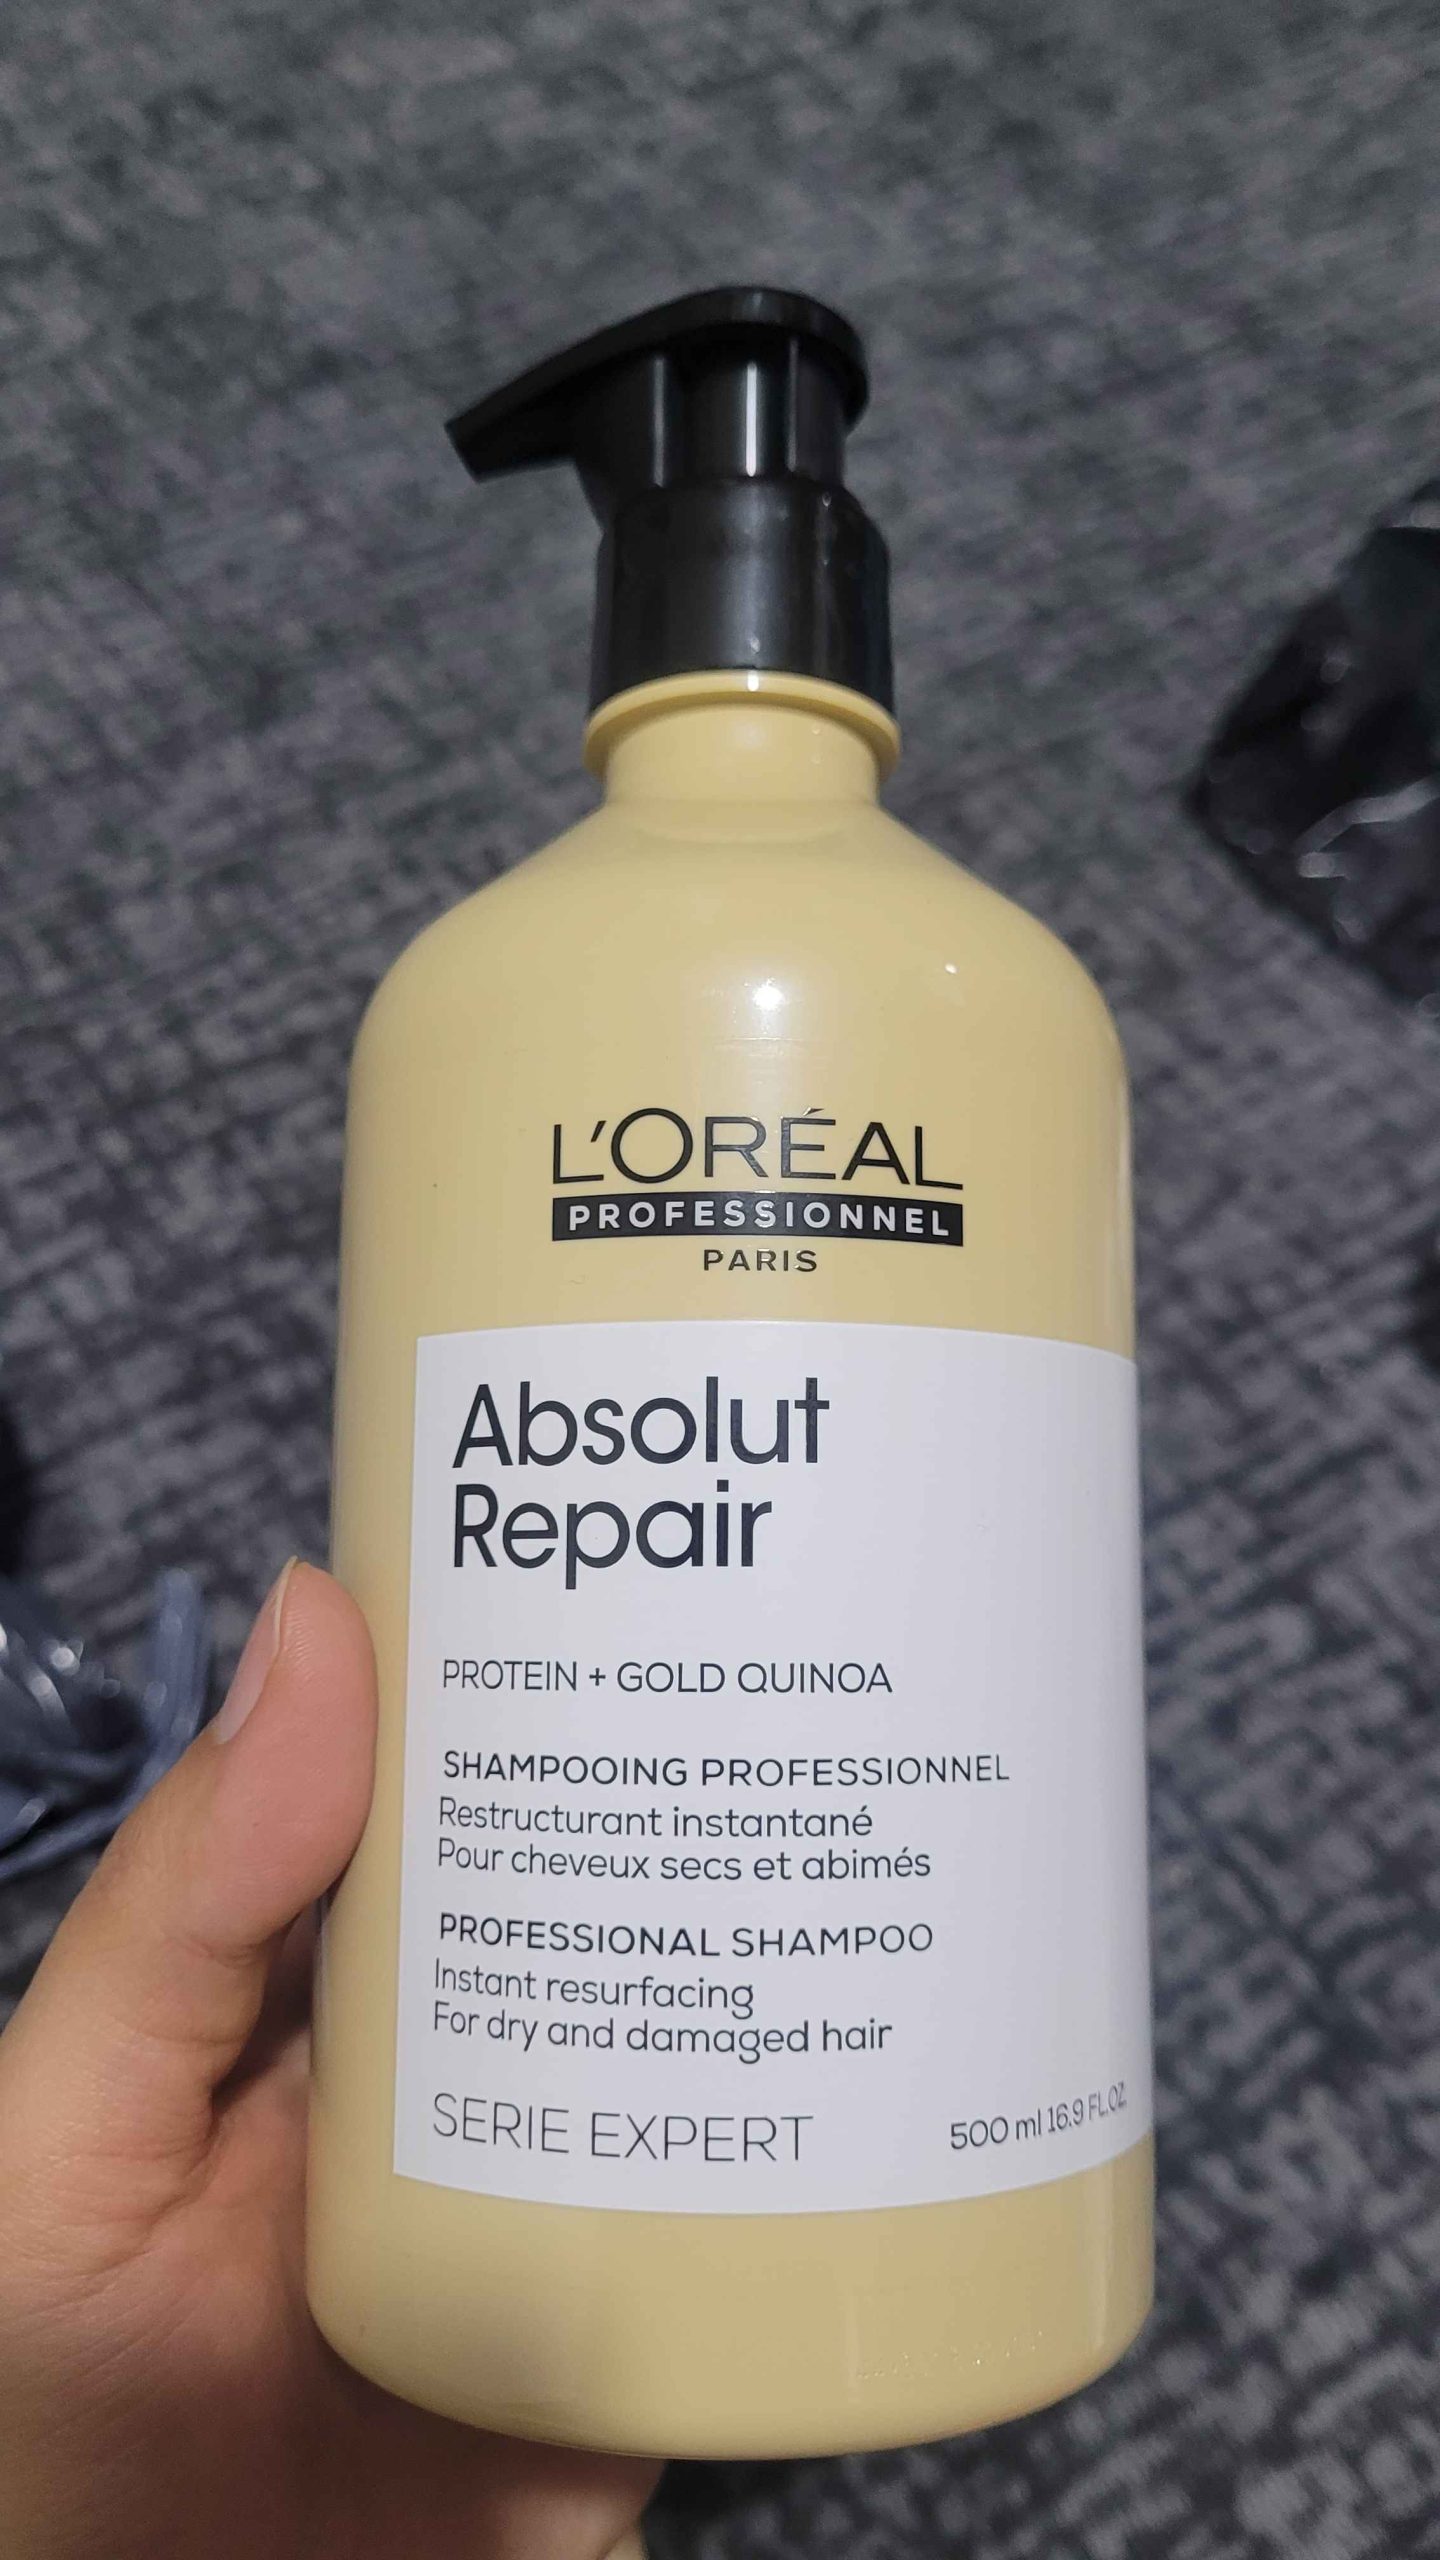 L'ORÉAL
PROFESSIONNEL
PARIS
Absolut
Repair
PROTEIN + GOLD QUINOA
SHAMPOOING PROFESSIONNEL
Restructurant instantané
Pour cheveux secs et abimés
PROFESSIONAL SHAMPOO
Instant resurfacing
For dry and damaged hair
SERIE EXPERT
500 ml 16.9 FL.OZ